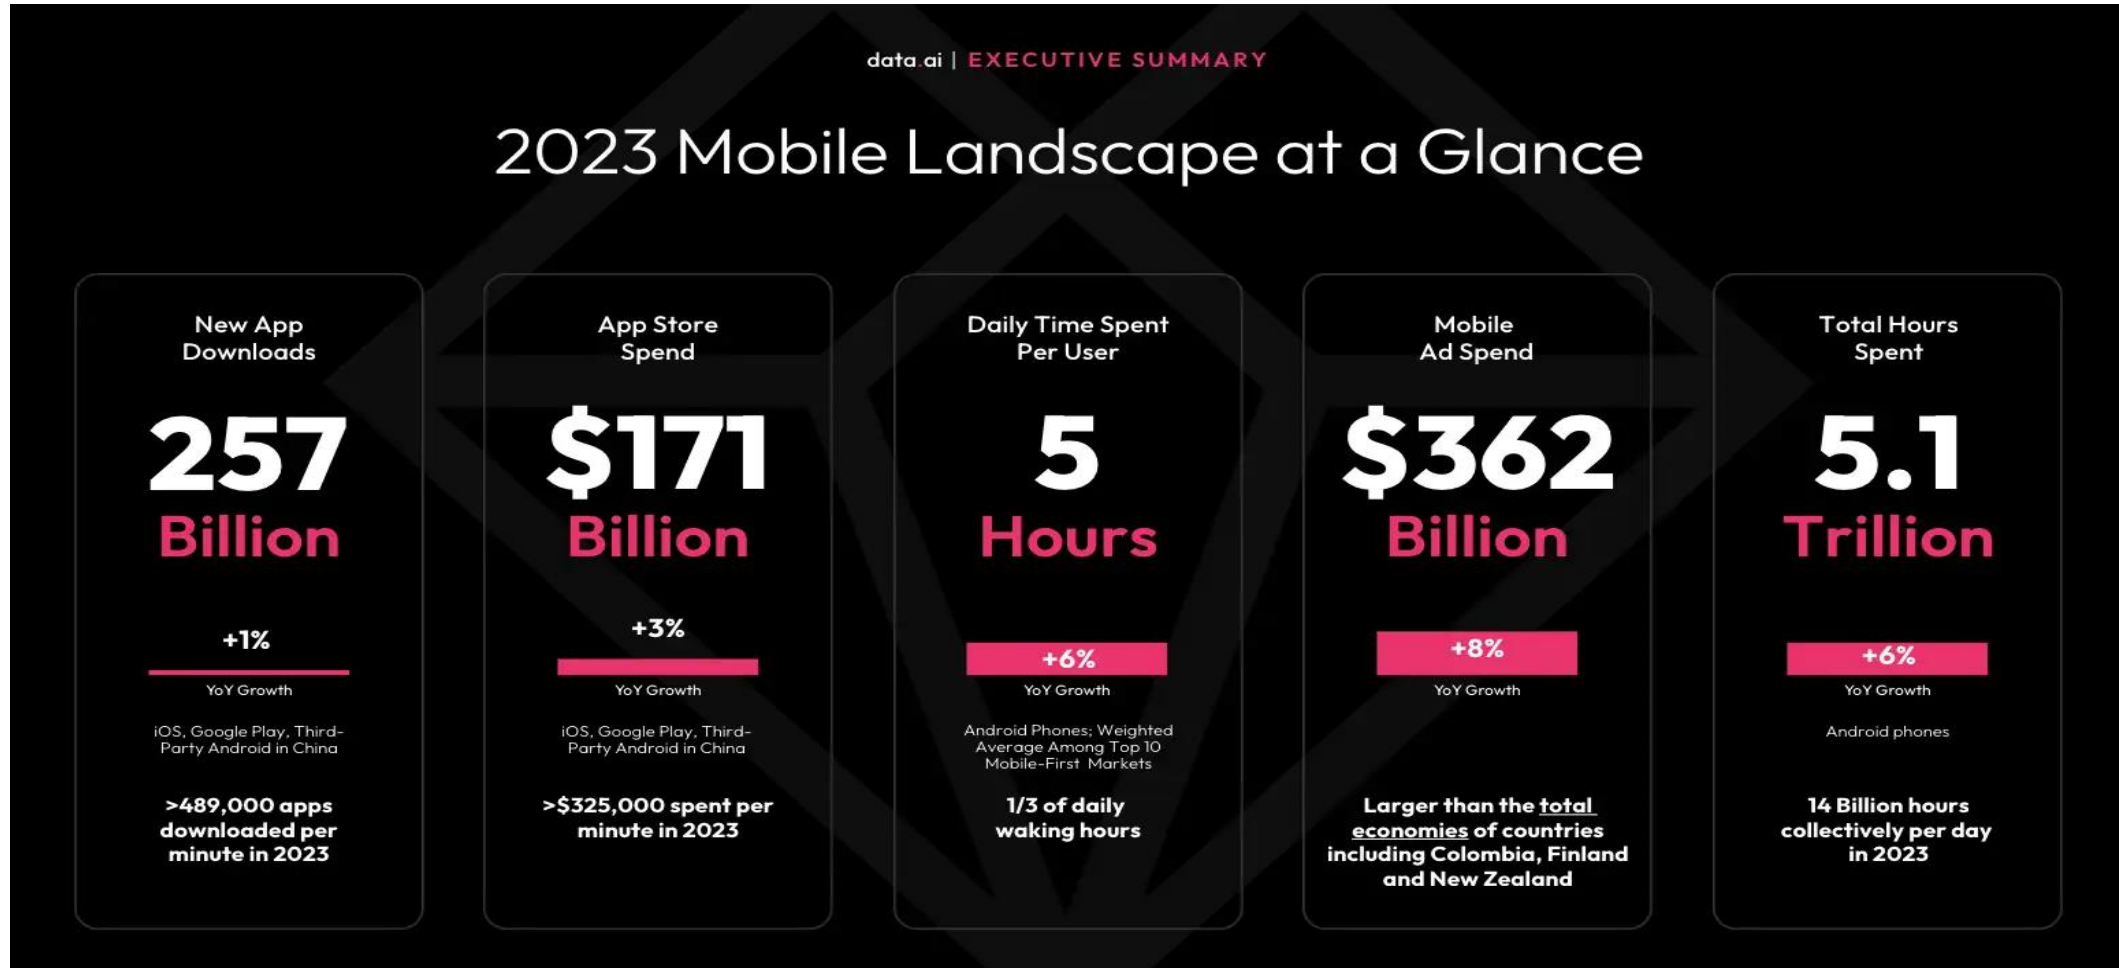 data.ai | EXECUTIVE SUMMARY
2023 Mobile Landscape at a Glance
New App
Downloads
257
Billion
+1%
YoY Growth
iOS, Google Play, Third-
Party Android in China
>489,000 apps
downloaded per
minute in 2023
App Store
Spend
$171
Billion
+3%
YoY Growth
iOS, Google Play, Third-
Party Android in China
>$325,000 spent per
minute in 2023
Daily Time Spent
Per User
5
Hours
+6%
YoY Growth
Android Phones; Weighted
Average Among Top 10
Mobile-First Markets
1/3 of daily
waking hours
Mobile
Ad Spend
$362
Billion
+8%
YoY Growth
Larger than the total
economies of countries
including Colombia, Finland
and New Zealand
Total Hours
Spent
5.1
Trillion
+6%
YoY Growth
Android phones
14 Billion hours
collectively per day
in 2023